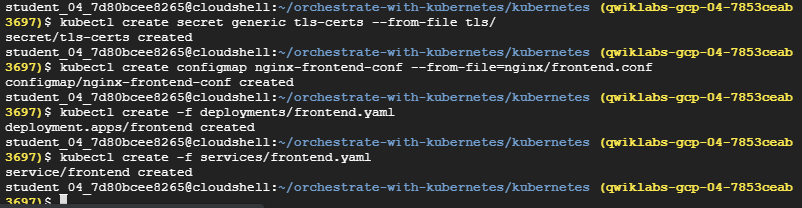 student_04_7d80bcee8265@cloudshell:~/orchestrate-with-kubernetes/kubernetes (qwiklabs-gcp-04-7853ceab
3697)$ kubectl create secret generic tls-certs --from-file tls/
secret/tls-certs created
student_04_7d80bcee8265@cloudshell:~/orchestrate-with-kubernetes/kubernetes (qwiklabs-gcp-04-7853ceab
3697)$ kubectl create configmap nginx-frontend-conf --from-file=nginx/frontend.conf
configmap/nginx-frontend-conf created
student_04_7d80bcee8265@cloudshell:~/orchestrate-with-kubernetes/kubernetes (qwiklabs-gcp-04-7853ceab
3697)$ kubectl create -f deployments/frontend.yaml
deployment.apps/frontend created
student_04_7d80bcee8265@cloudshell:~/orchestrate-with-kubernetes/kubernetes (qwiklabs-gcp-04-7853ceab
3697)$ kubectl create -f services/frontend.yaml
service/frontend created
student_04_7d80bcee8265@cloudshell:~/orchestrate-with-kubernetes/kubernetes (qwiklabs-gcp-04-7853ceab
3697)$